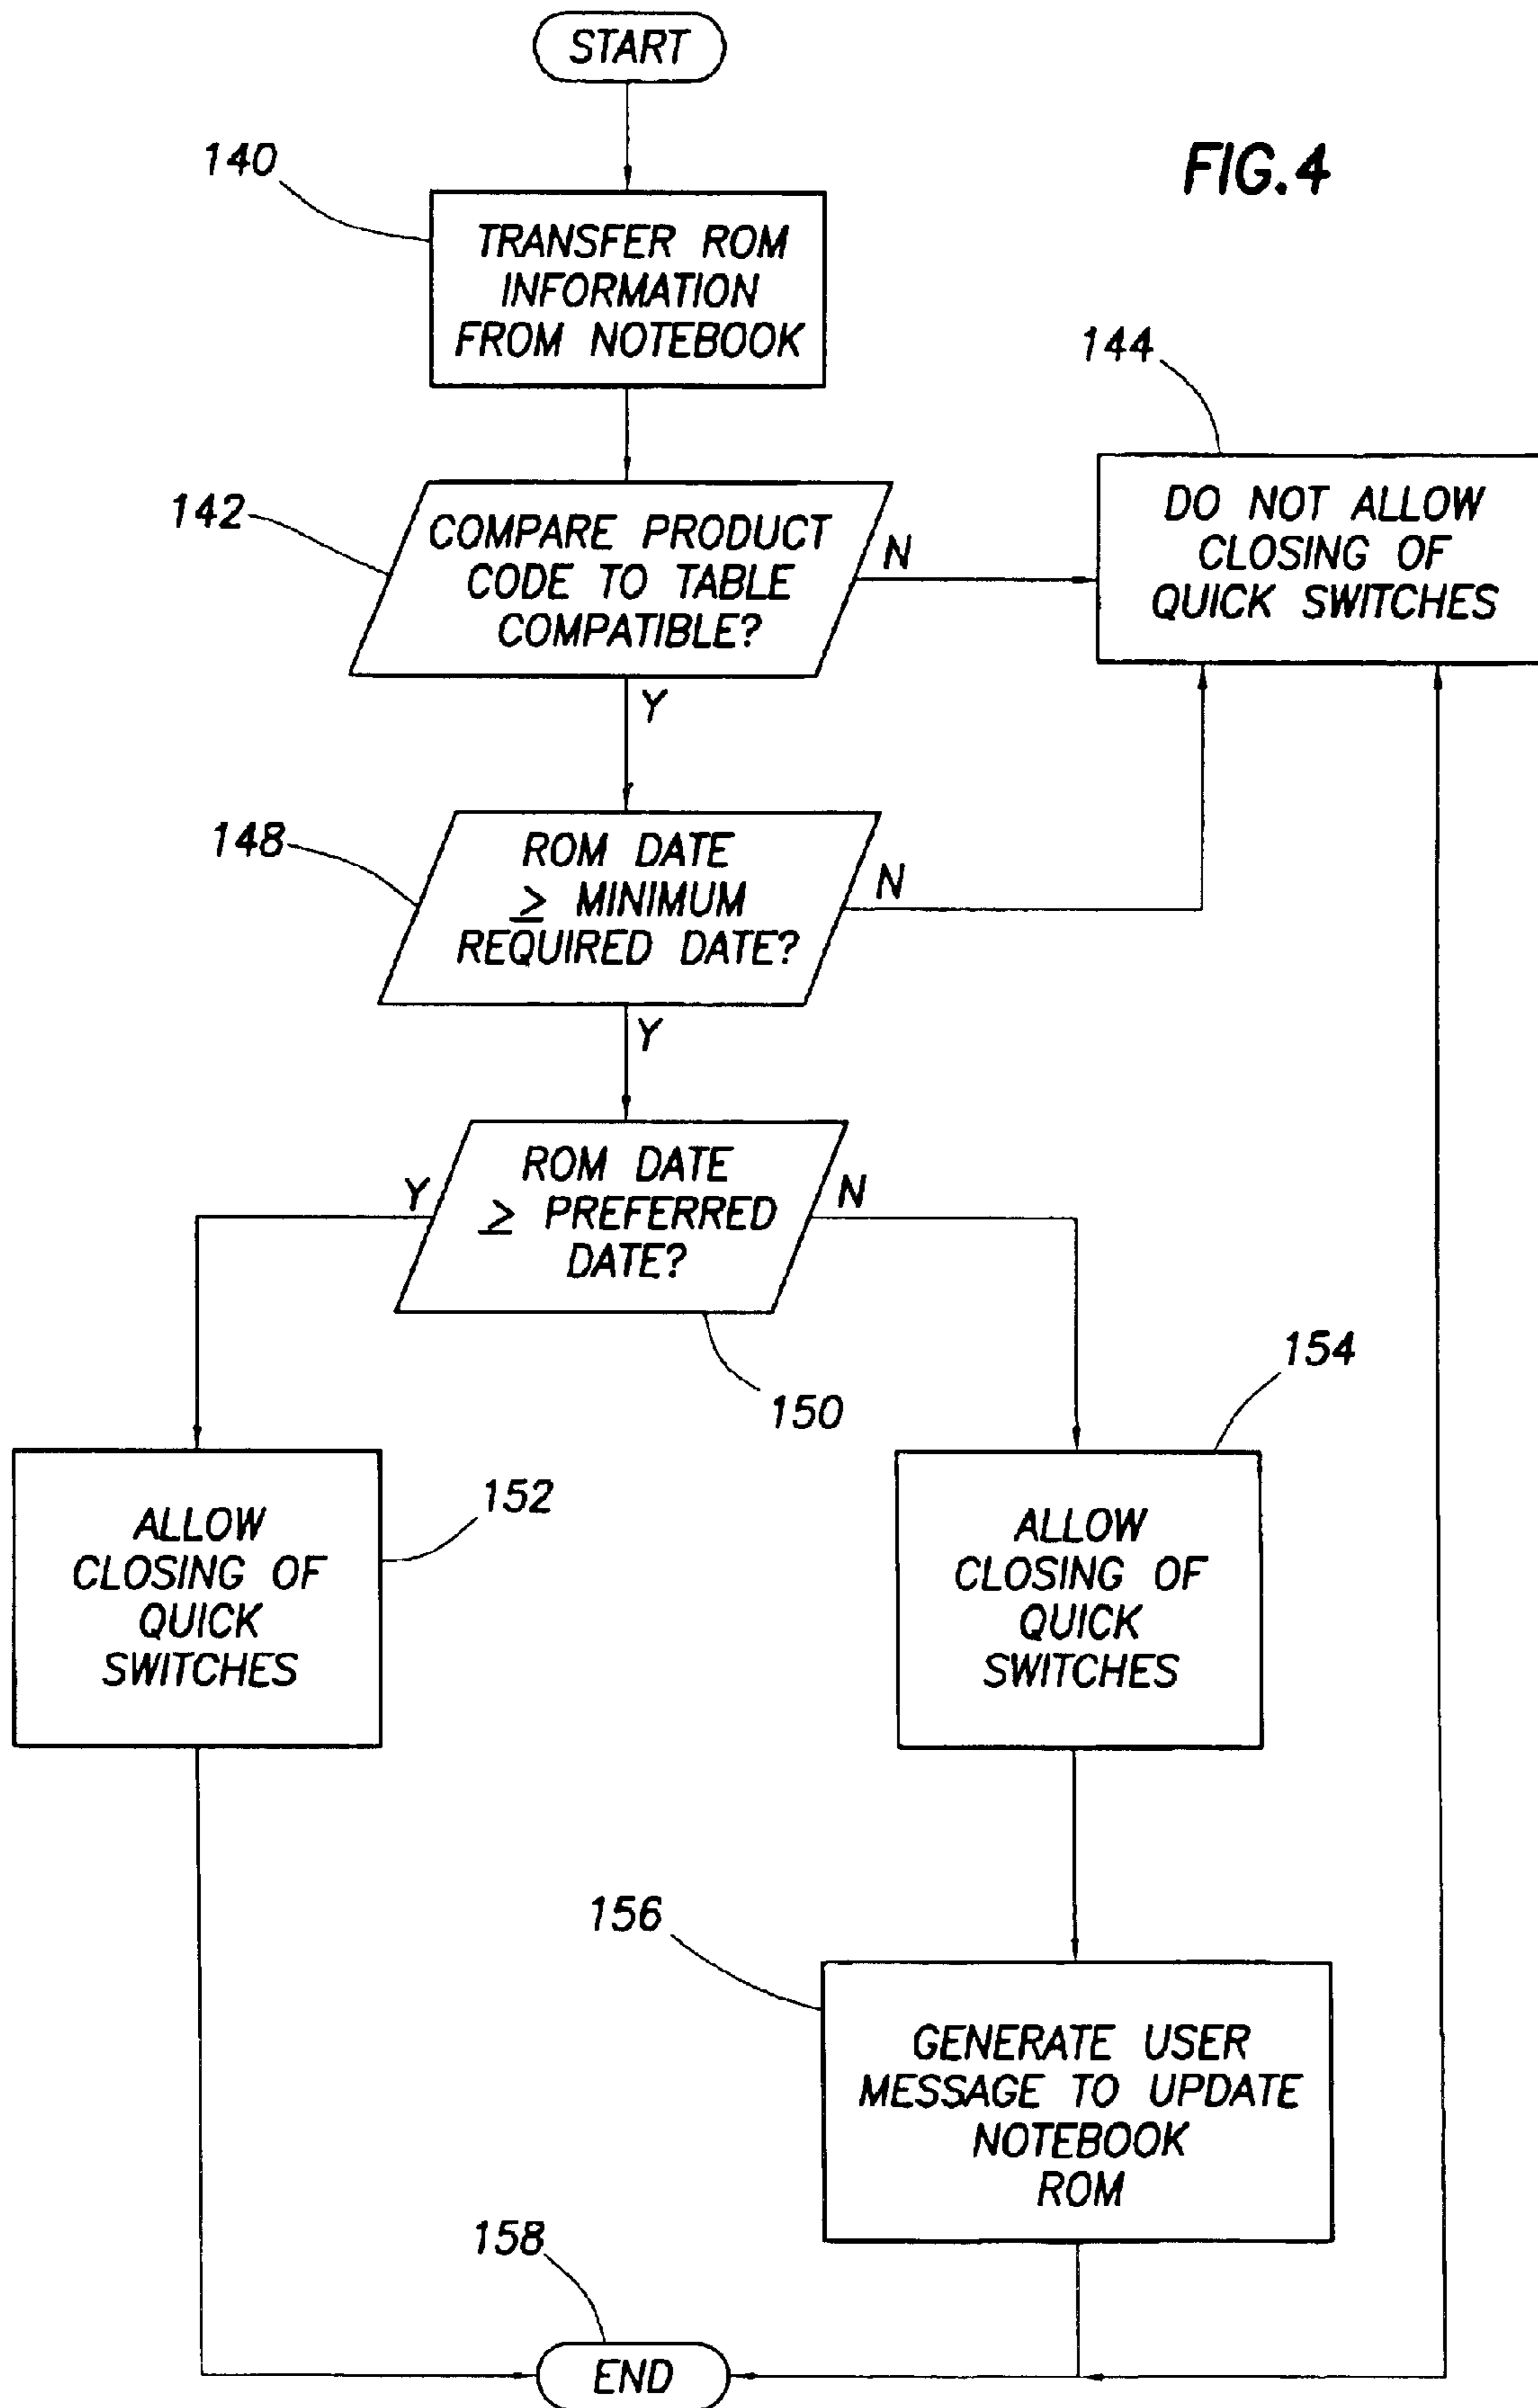 START
FIG.4
140
TRANSFER ROM
INFORMATION
FROM NOTEBOOK
144
DO NOT ALLOW
CLOSING OF
QUICK SWITCHES
142
COMPARE PRODUCT
CODE TO TABLE
COMPATIBLE?
N
Y
148
ROM DATE
≥ MINIMUM
REQUIRED DATE?
N
Y
ROM DATE
≥ PREFERRED
DATE?
Y
N
150
152
ALLOW
CLOSING OF
QUICK
SWITCHES
154
ALLOW
CLOSING OF
QUICK
SWITCHES
156
GENERATE USER
MESSAGE TO UPDATE
NOTEBOOK
ROM
158
END